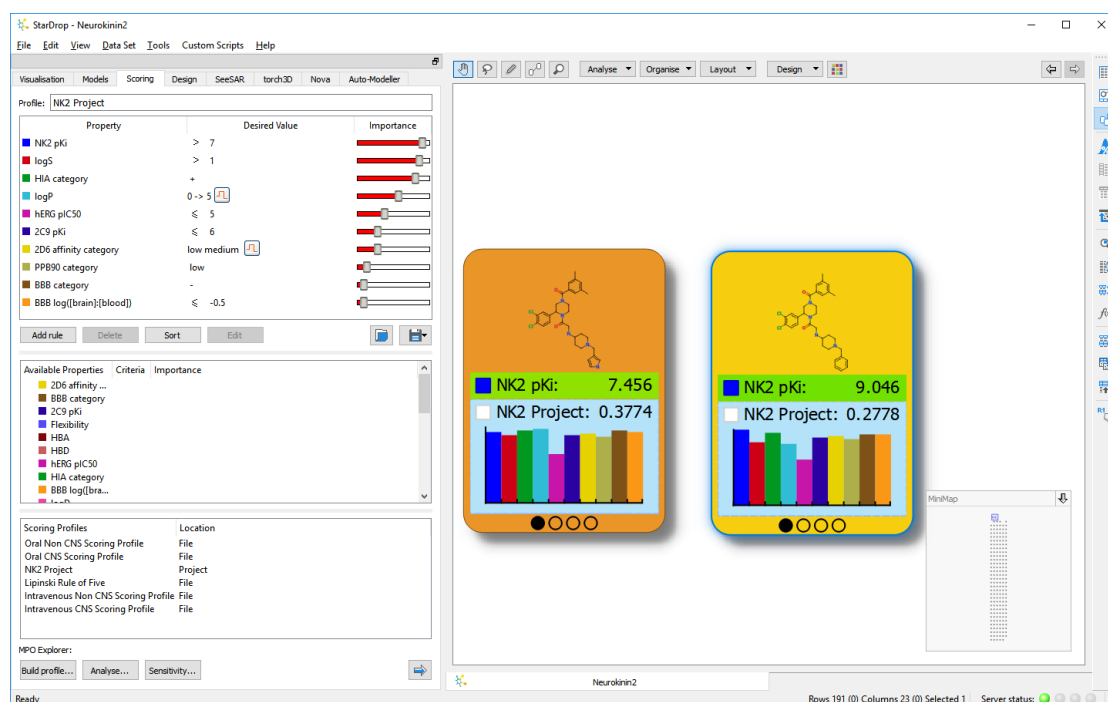 StarDrop - Neurokinin2
File Edit View Data Set Tools Custom Scripts Help
Visualisation Models Scoring Design SeeSAR torch3D Nova Auto-Modeller
Profile: NK2 Project
Property Desired Value Importance
NK2 pKi > 7
logS > 1
HIA category +
logP 0 -> 5
hERG pIC50 ≤ 5
2C9 pKi ≤ 6
2D6 affinity category low medium
PPB90 category low
BBB category -
BBB log([brain]:[blood]) ≤ -0.5
Add rule Delete Sort Edit
Available Properties Criteria Importance
2D6 affinity ...
BBB category
2C9 pKi
Flexibility
HBA
HBD
hERG pIC50
HIA category
BBB log([bra...
Scoring Profiles Location
Oral Non CNS Scoring Profile File
Oral CNS Scoring Profile File
NK2 Project Project
Lipinski Rule of Five File
Intravenous Non CNS Scoring Profile File
Intravenous CNS Scoring Profile File
MPO Explorer:
Build profile... Analyse... Sensitivity...
Ready
Analyse Organise Layout Design
NK2 pKi: 7.456
NK2 Project: 0.3774
NK2 pKi: 9.046
NK2 Project: 0.2778
MiniMap
Neurokinin2
Rows 191 (0) Columns 23 (0) Selected 1 Server status: